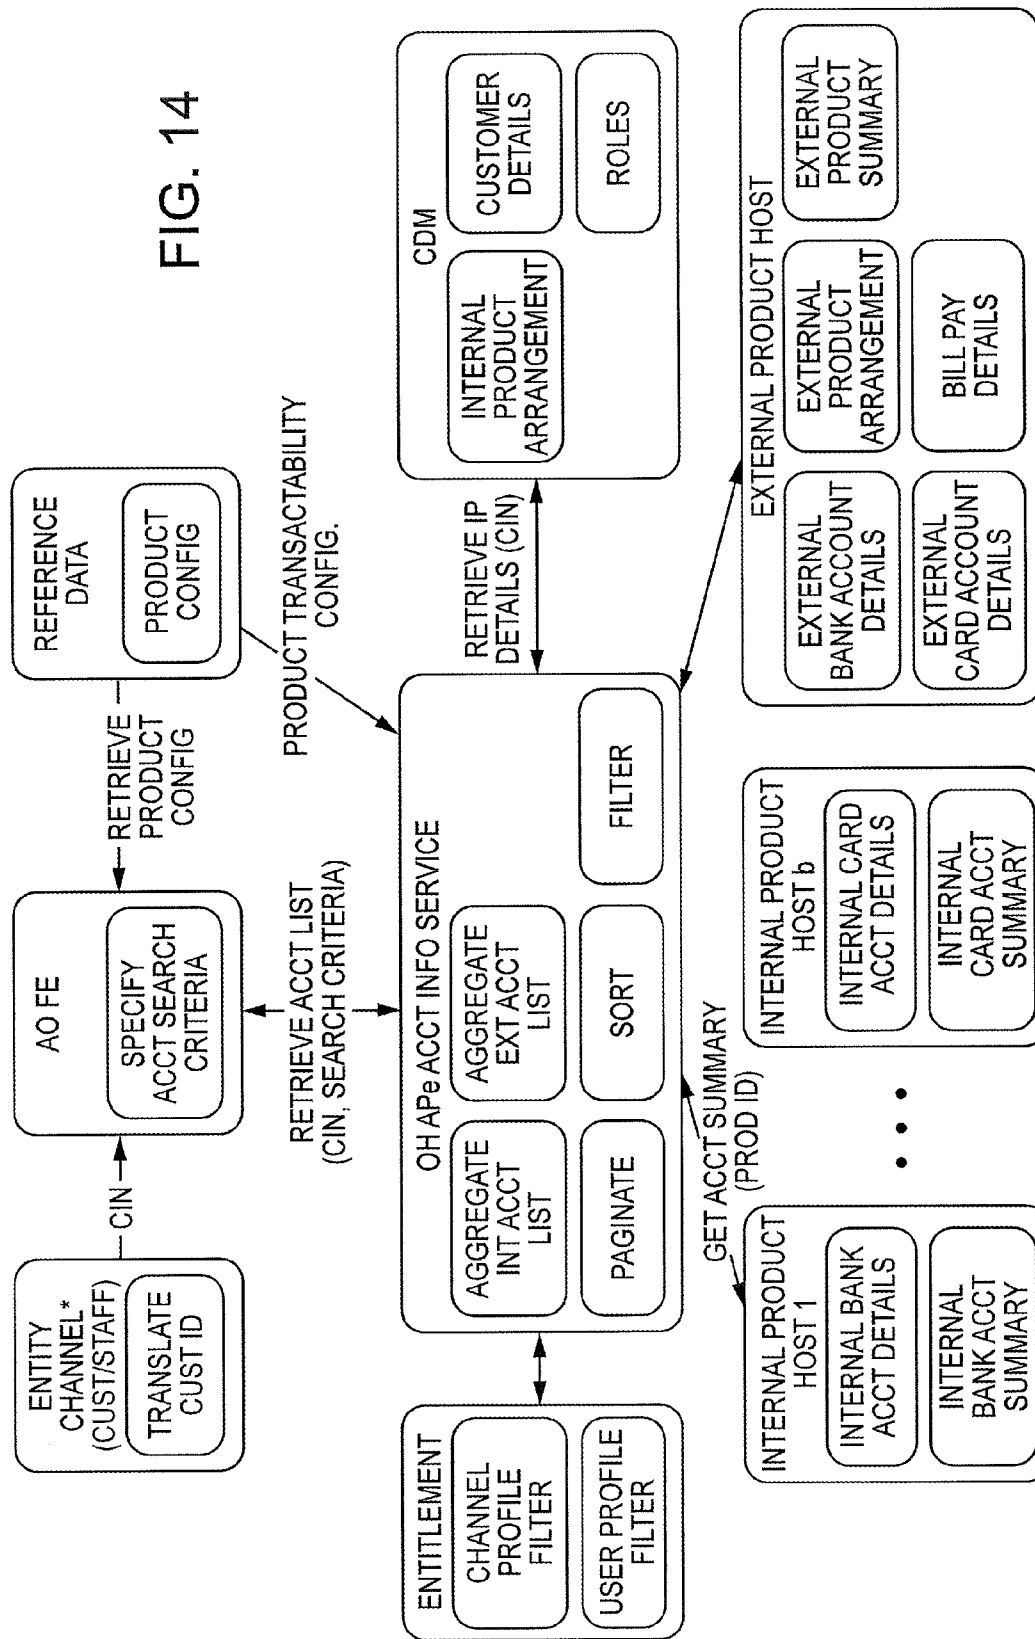 FIG. 14
ENTITY
CHANNEL*
(CUST/STAFF)
TRANSLATE
CUST ID
CIN
AO FE
SPECIFY
ACCT SEARCH
CRITERIA
RETRIEVE
PRODUCT
CONFIG
REFERENCE
DATA
PRODUCT
CONFIG
RETRIEVE ACCT LIST
(CIN, SEARCH CRITERIA)
PRODUCT TRANSACTABILITY
CONFIG.
ENTITLEMENT
CHANNEL
PROFILE
FILTER
USER PROFILE
FILTER
OH APe ACCT INFO SERVICE
AGGREGATE
INT ACCT
LIST
AGGREGATE
EXT ACCT
LIST
PAGINATE
SORT
FILTER
RETRIEVE IP
DETAILS (CIN)
CDM
INTERNAL
PRODUCT
ARRANGEMENT
CUSTOMER
DETAILS
ROLES
GET ACCT SUMMARY
(PROD ID)
INTERNAL PRODUCT
HOST 1
INTERNAL BANK
ACCT DETAILS
INTERNAL
BANK ACCT
SUMMARY
• • •
INTERNAL PRODUCT
HOST b
INTERNAL CARD
ACCT DETAILS
INTERNAL
CARD ACCT
SUMMARY
EXTERNAL PRODUCT HOST
EXTERNAL
BANK ACCOUNT
DETAILS
EXTERNAL
PRODUCT
ARRANGEMENT
EXTERNAL
PRODUCT
SUMMARY
EXTERNAL
CARD ACCOUNT
DETAILS
BILL PAY
DETAILS